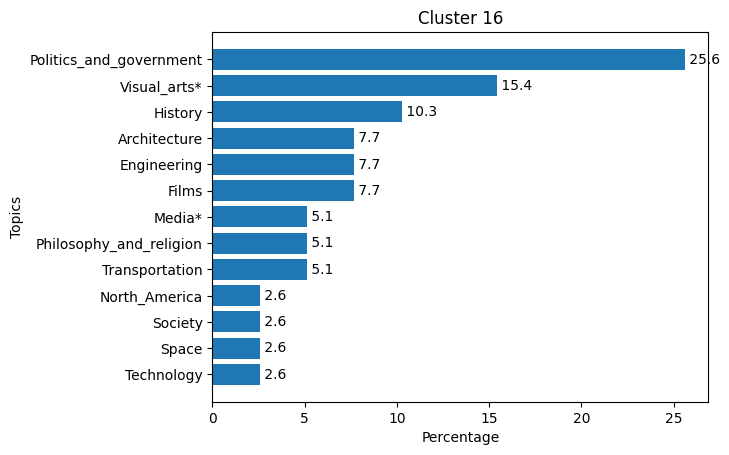 Cluster 16
Politics_and_government 25.6
Visual_arts* 15.4
History 10.3
Architecture 7.7
Engineering 7.7
Films 7.7
Media* 5.1
Philosophy_and_religion 5.1
Transportation 5.1
North_America 2.6
Society 2.6
Space 2.6
Technology 2.6
0 5 10 15 20 25
Percentage
Topics